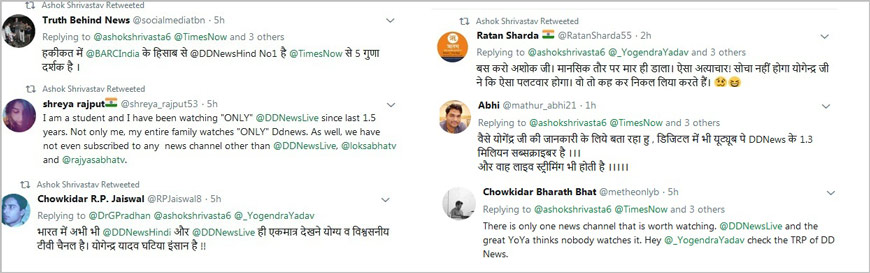 Ashok Shrivastav Retweeted
Truth Behind News @socialmediatbn · 5h
Replying to @ashokshrivasta6 @TimesNow and 3 others
हकीकत में @BARCIndia के हिसाब से @DDNewsHindi No1 है @TimesNow से 5 गुणा
दर्शक है ।
Ashok Shrivastav Retweeted
shreya rajput🇮🇳 @shreya_rajput53 · 5h
I am a student and I have been watching "ONLY" @DDNewsLive since last 1.5
years. Not only me, my entire family watches "ONLY" Ddnews. As well, we have
not even subscribed to any news channel other than @DDNewsLive, @loksabhatv
and @rajyasabhatv.
Ashok Shrivastav Retweeted
Chowkidar R.P. Jaiswal @RPJaiswal8 · 5h
Replying to @DrGPradhan @ashokshrivasta6 @_YogendraYadav
भारत में अभी भी @DDNewsHindi और @DDNewsLive ही एकमात्र देखने योग्य व विश्वसनीय
टीवी चैनल है। योगेन्द्र यादव घटिया इंसान है !!
Ashok Shrivastav Retweeted
Ratan Sharda 🇮🇳 @RatanSharda55 · 2h
Replying to @ashokshrivasta6 @_YogendraYadav and 3 others
बस करो अशोक जी। मानसिक तौर पर मार ही डाला। ऐसा अत्याचार! सोचा नहीं होगा योगेन्द्र जी
ने कि ऐसा पलटवार होगा। वो तो कह कर निकल लिया करते हैं। 🤕😄
Abhi @mathur_abhi21 · 1h
Replying to @ashokshrivasta6 @TimesNow and 3 others
वैसे योगेंद्र जी की जानकारी के लिये बता रहा हु , डिजिटल में भी यूट्यूब पे DDNews के 1.3
मिलियन सब्सक्राइबर है ।।।
और वाह लाइव स्ट्रीमिंग भी होती है ।।।।।
Chowkidar Bharath Bhat @metheonlyb · 5h
Replying to @ashokshrivasta6 @TimesNow and 3 others
There is only one news channel that is worth watching. @DDNewsLive and the
great YoYa thinks nobody watches it. Hey @_YogendraYadav check the TRP of DD
News.